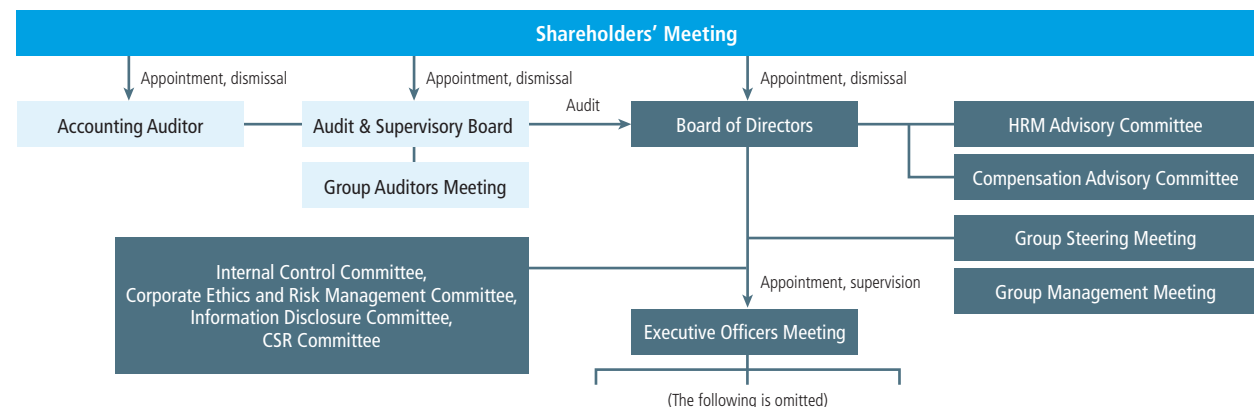 Shareholders' Meeting
Appointment, dismissal
Appointment, dismissal
Appointment, dismissal
Accounting Auditor
Audit & Supervisory Board
Audit
Board of Directors
HRM Advisory Committee
Group Auditors Meeting
Compensation Advisory Committee
Group Steering Meeting
Internal Control Committee,
Corporate Ethics and Risk Management Committee,
Information Disclosure Committee,
CSR Committee
Appointment, supervision
Group Management Meeting
Executive Officers Meeting
(The following is omitted)